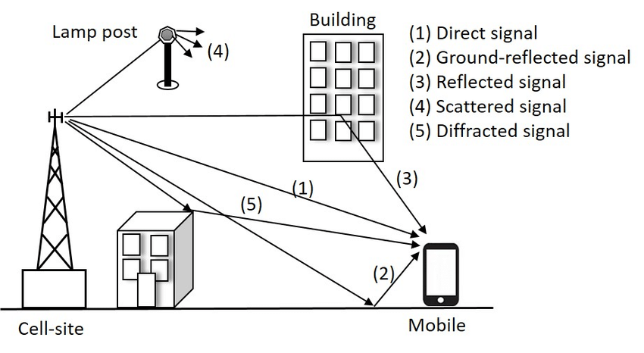 Building
Lamp post
(4)
(1) Direct signal
(2) Ground-reflected signal
(3) Reflected signal
(4) Scattered signal
(5) Diffracted signal
(3)
(1)
(5)
(2)
Cell-site
Mobile